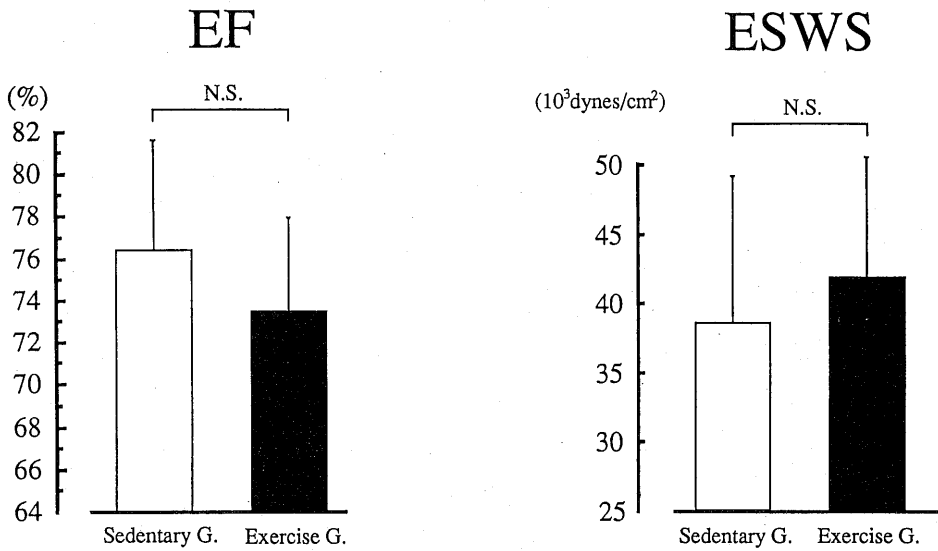 EF
(%)
N.S.
82
80
78
76
74
72
70
68
66
64
Sedentary G. Exercise G.
ESWS
(10³dynes/cm²)
N.S.
50
45
40
35
30
25
Sedentary G. Exercise G.